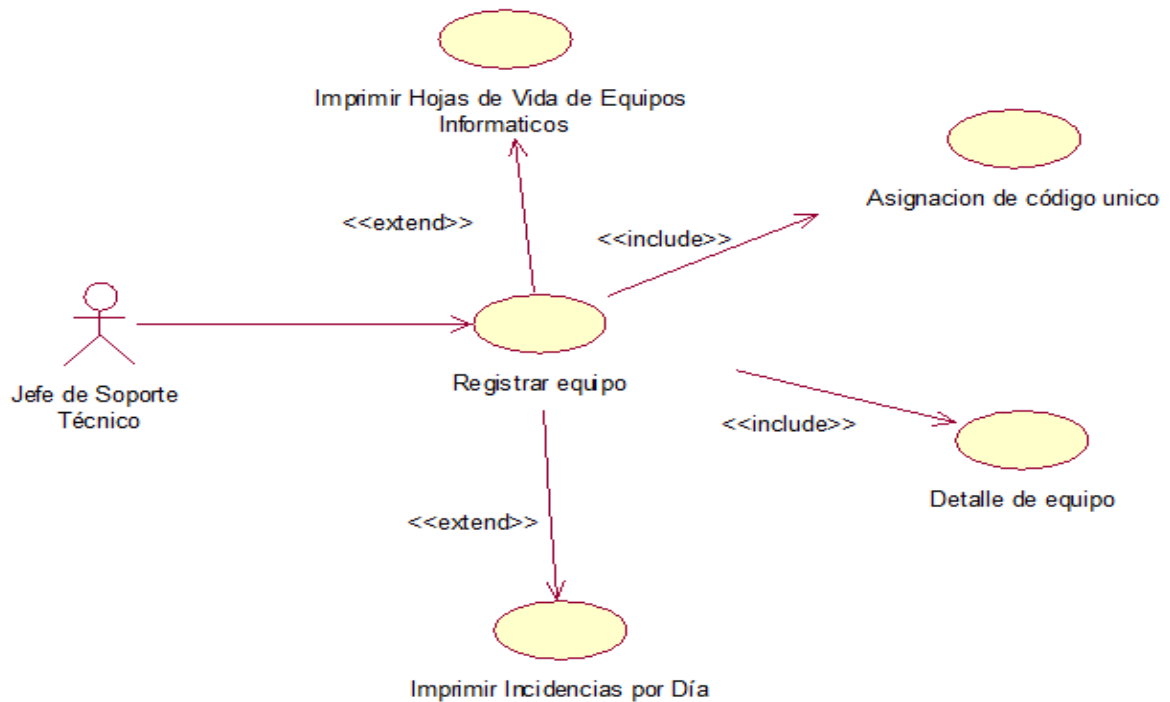 Imprimir Hojas de Vida de Equipos
Informaticos
Asignacion de código unico
<<extend>>
<<include>>
Jefe de Soporte
Técnico
Registrar equipo
<<include>>
Detalle de equipo
<<extend>>
Imprimir Incidencias por Día